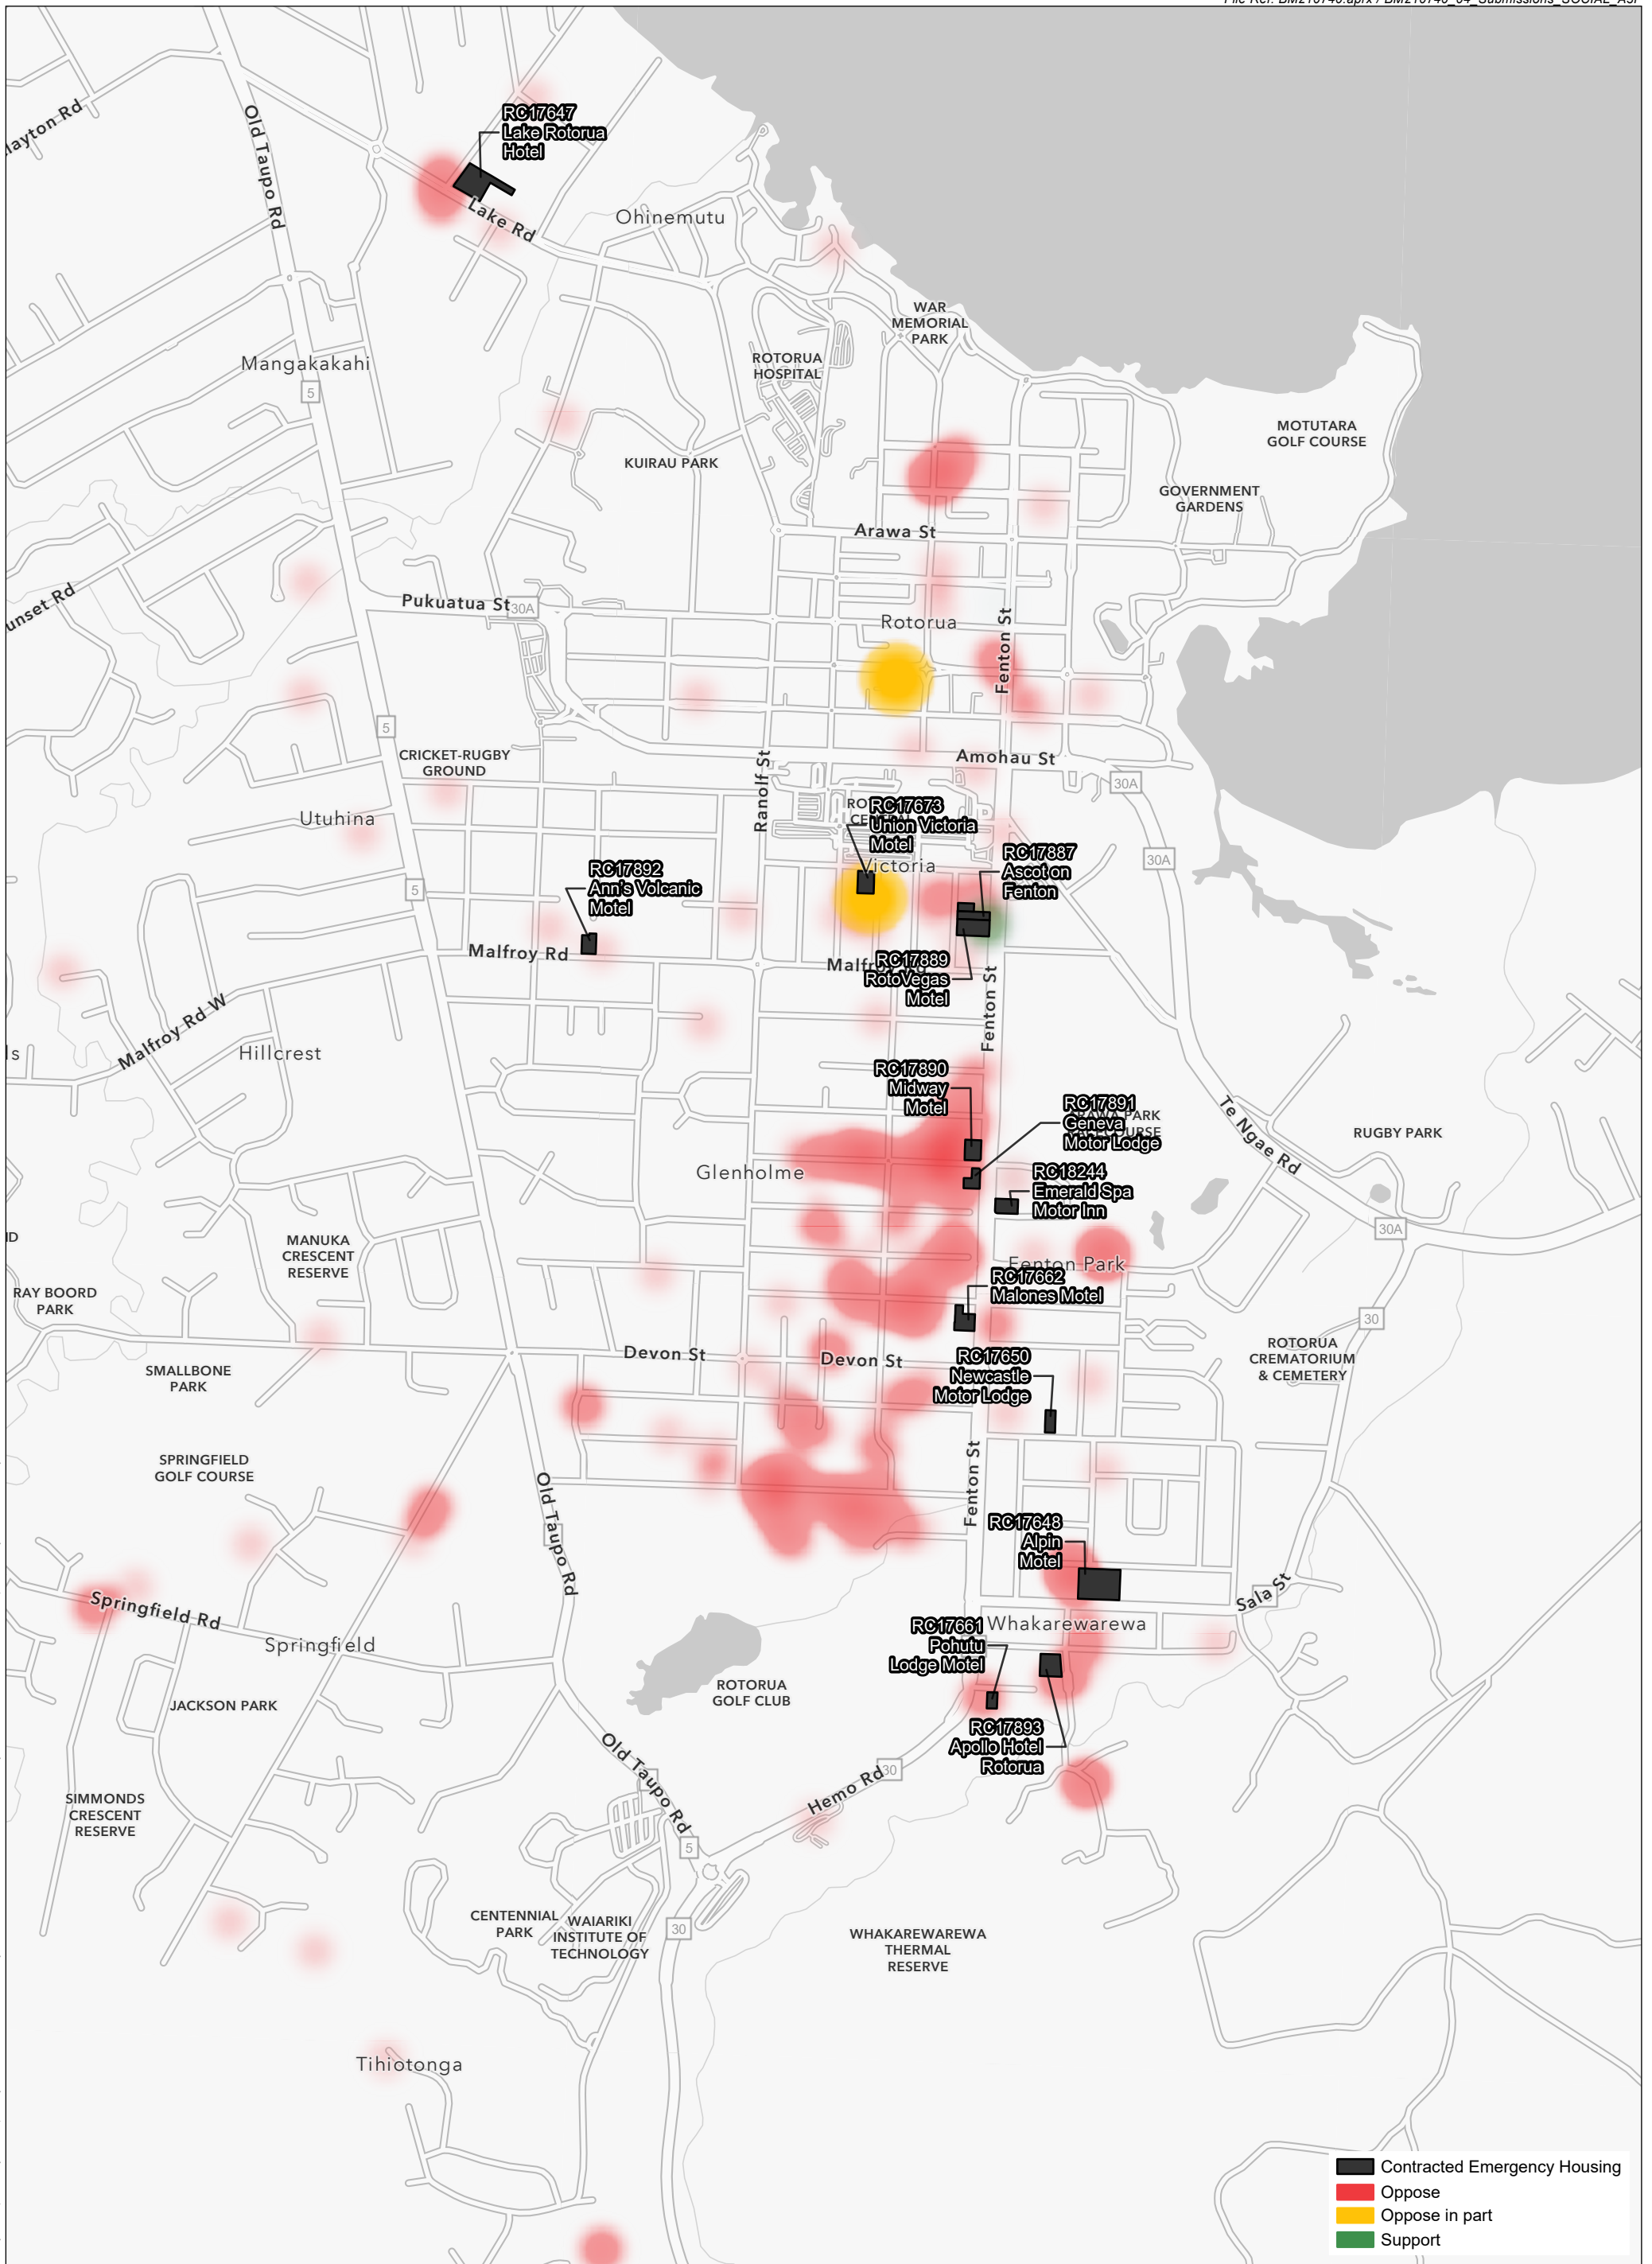 Old Taupo Rd
RC17647
Lake Rotorua
Hotel
Lake Rd
Ohinemutu
WAR
MEMORIAL
PARK
ROTORUA
HOSPITAL
Mangakakahi
5
KUIRAU PARK
MOTUTARA
GOLF COURSE
GOVERNMENT
GARDENS
Arawa St
unset Rd
Pukuatua St
30A
Rotorua
Fenton St
5
CRICKET-RUGBY
GROUND
Ranolf St
Amohau St
30A
Utuhina
RC17673
Union Victoria
Motel
Victoria
RC17887
Ascot on
Fenton
30A
RC17892
Ann's Volcanic
Motel
5
Malfroy Rd
Malfroy Rd
RC17889
RotoVegas
Motel
Fenton St
Malfroy Rd W
ls
Hillcrest
RC17890
Midway
Motel
RC17891
Geneva
Motor Lodge
Te Ngae Rd
RUGBY PARK
Glenholme
RC18244
Emerald Spa
Motor Inn
30A
ID
MANUKA
CRESCENT
RESERVE
Fenton Park
RC17662
Malones Motel
RAY BOORD
PARK
30
Devon St
Devon St
RC17650
Newcastle
Motor Lodge
ROTORUA
CREMATORIUM
& CEMETERY
SMALLBONE
PARK
SPRINGFIELD
GOLF COURSE
Old Taupo Rd
Fenton St
RC17648
Alpin
Motel
Sala St
Springfield Rd
Springfield
RC17661
Pohutu
Lodge Motel
Whakarewarewa
JACKSON PARK
ROTORUA
GOLF CLUB
RC17893
Apollo Hotel
Rotorua
Old Taupo Rd
Hemo Rd
30
SIMMONDS
CRESCENT
RESERVE
5
CENTENNIAL
PARK
WAIARIKI
INSTITUTE OF
TECHNOLOGY
30
WHAKAREWAREWA
THERMAL
RESERVE
Tihiotonga
Contracted Emergency Housing
Oppose
Oppose in part
Support